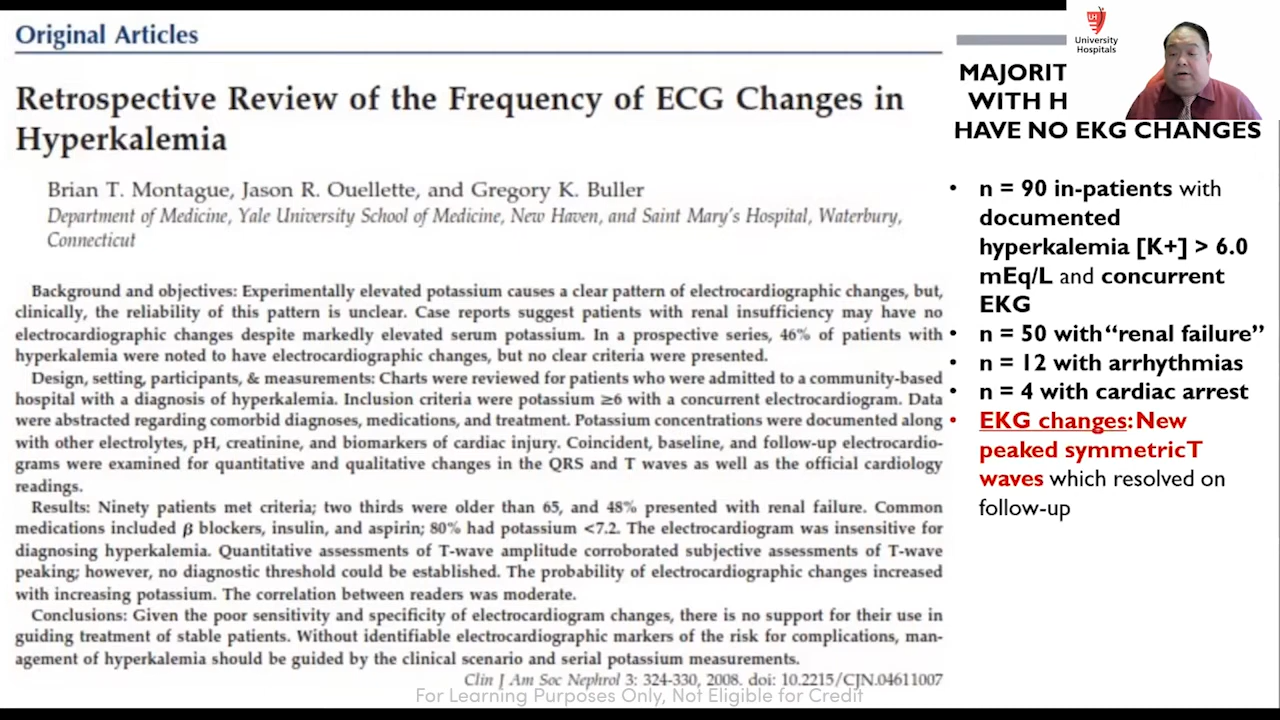 Original Articles
Retrospective Review of the Frequency of ECG Changes in
Hyperkalemia
Brian T. Montague, Jason R. Ouellette, and Gregory K. Buller
Department of Medicine, Yale University School of Medicine, New Haven, and Saint Mary's Hospital, Waterbury,
Connecticut
Background and objectives: Experimentally elevated potassium causes a clear pattern of electrocardiographic changes, but,
clinically, the reliability of this pattern is unclear. Case reports suggest patients with renal insufficiency may have no
electrocardiographic changes despite markedly elevated serum potassium. In a prospective series, 46% of patients with
hyperkalemia were noted to have electrocardiographic changes, but no clear criteria were presented.
Design, setting, participants, & measurements: Charts were reviewed for patients who were admitted to a community-based
hospital with a diagnosis of hyperkalemia. Inclusion criteria were potassium ≥6 with a concurrent electrocardiogram. Data
were abstracted regarding comorbid diagnoses, medications, and treatment. Potassium concentrations were documented along
with other electrolytes, pH, creatinine, and biomarkers of cardiac injury. Coincident, baseline, and follow-up electrocardio-
grams were examined for quantitative and qualitative changes in the QRS and T waves as well as the official cardiology
readings.
Results: Ninety patients met criteria; two thirds were older than 65, and 48% presented with renal failure. Common
medications included β blockers, insulin, and aspirin; 80% had potassium <7.2. The electrocardiogram was insensitive for
diagnosing hyperkalemia. Quantitative assessments of T-wave amplitude corroborated subjective assessments of T-wave
peaking; however, no diagnostic threshold could be established. The probability of electrocardiographic changes increased
with increasing potassium. The correlation between readers was moderate.
Conclusions: Given the poor sensitivity and specificity of electrocardiogram changes, there is no support for their use in
guiding treatment of stable patients. Without identifiable electrocardiographic markers of the risk for complications, man-
agement of hyperkalemia should be guided by the clinical scenario and serial potassium measurements.
Clin J Am Soc Nephrol 3: 324-330, 2008. doi: 10.2215/CJN.04611007
University
Hospitals
MAJORIT
WITH H
HAVE NO EKG CHANGES
• n = 90 in-patients with
documented
hyperkalemia [K+] > 6.0
mEq/L and concurrent
EKG
• n = 50 with "renal failure"
• n = 12 with arrhythmias
• n = 4 with cardiac arrest
• EKG changes: New
peaked symmetric T
waves which resolved on
follow-up
For Learning Purposes Only, Not Eligible for Credit